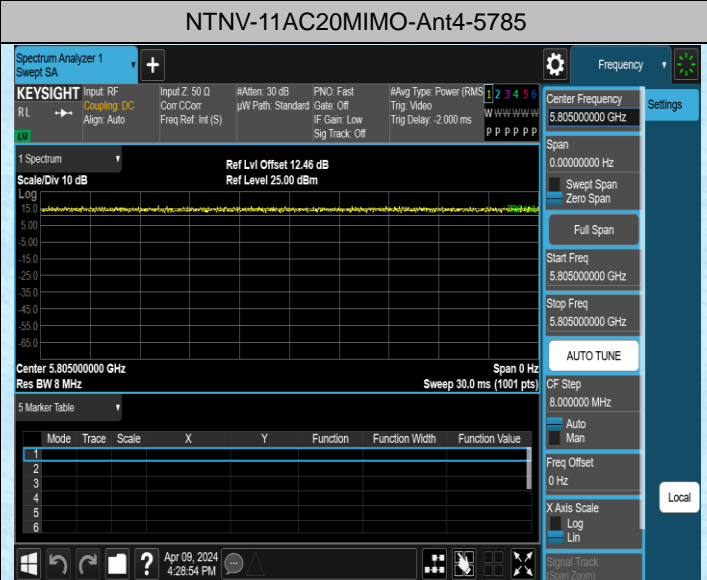 NTNV-11AC20MIMO-Ant4-5785
Spectrum Analyzer 1
Swept SA
Frequency
KEYSIGHT
RL
LXI
Input: RF
Coupling: DC
Align: Auto
Input Z: 50 Ω
Corr CCorr
Freq Ref: Int (S)
#Atten: 30 dB
µW Path: Standard
PNO: Fast
Gate: Off
IF Gain: Low
Sig Track: Off
#Avg Type: Power (RMS
Trig: Video
Trig Delay: -2.000 ms
1 2 3 4 5 6
W W W W W W
P P P P P P
Center Frequency
5.805000000 GHz
Settings
Span
0.00000000 Hz
Swept Span
Zero Span
Full Span
Start Freq
5.805000000 GHz
Stop Freq
5.805000000 GHz
AUTO TUNE
CF Step
8.000000 MHz
Auto
Man
Freq Offset
0 Hz
X Axis Scale
Log
Lin
Signal Track
(Span Zoom)
Local
1 Spectrum
Scale/Div 10 dB
Ref Lvl Offset 12.46 dB
Ref Level 25.00 dBm
Log
15.0
5.00
-5.00
-15.0
-25.0
-35.0
-45.0
-55.0
-65.0
Center 5.805000000 GHz
Res BW 8 MHz
Span 0 Hz
Sweep 30.0 ms (1001 pts)
5 Marker Table
Mode Trace Scale X Y Function Function Width Function Value
1
2
3
4
5
6
?
Apr 09, 2024
4:28:54 PM